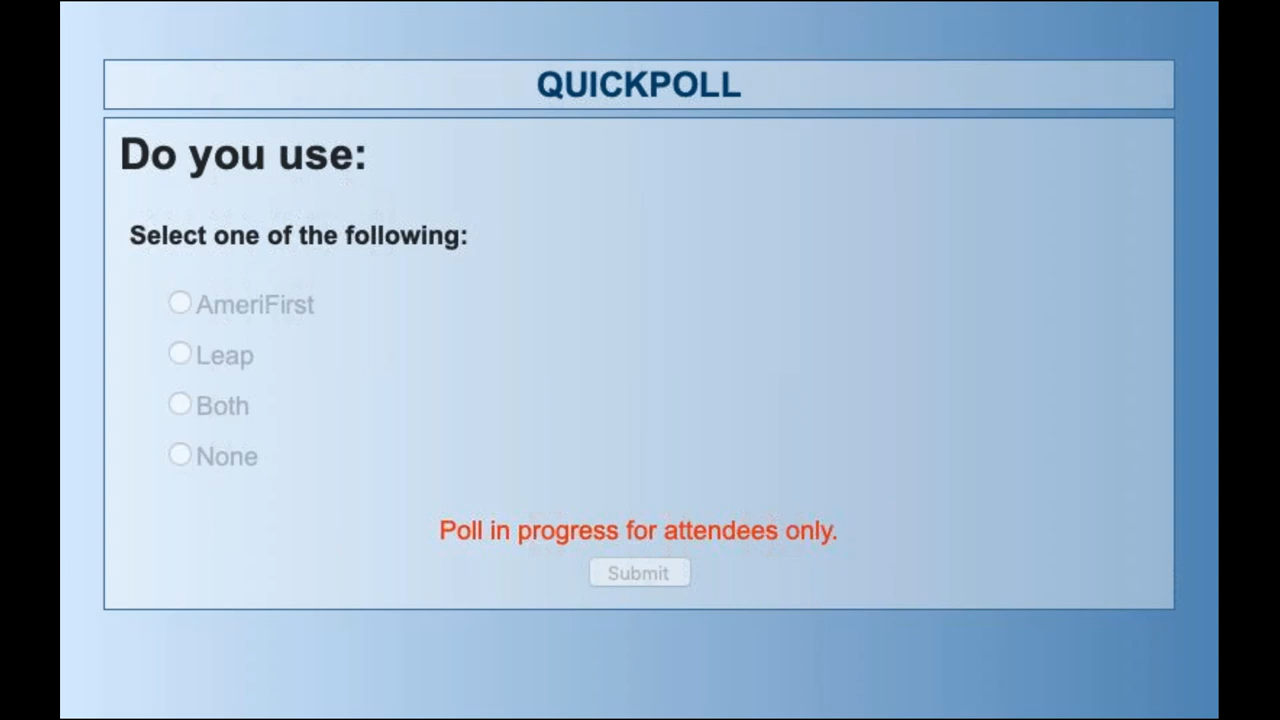 QUICKPOLL
Do you use:
Select one of the following:
AmeriFirst
Leap
Both
None
Poll in progress for attendees only.
Submit